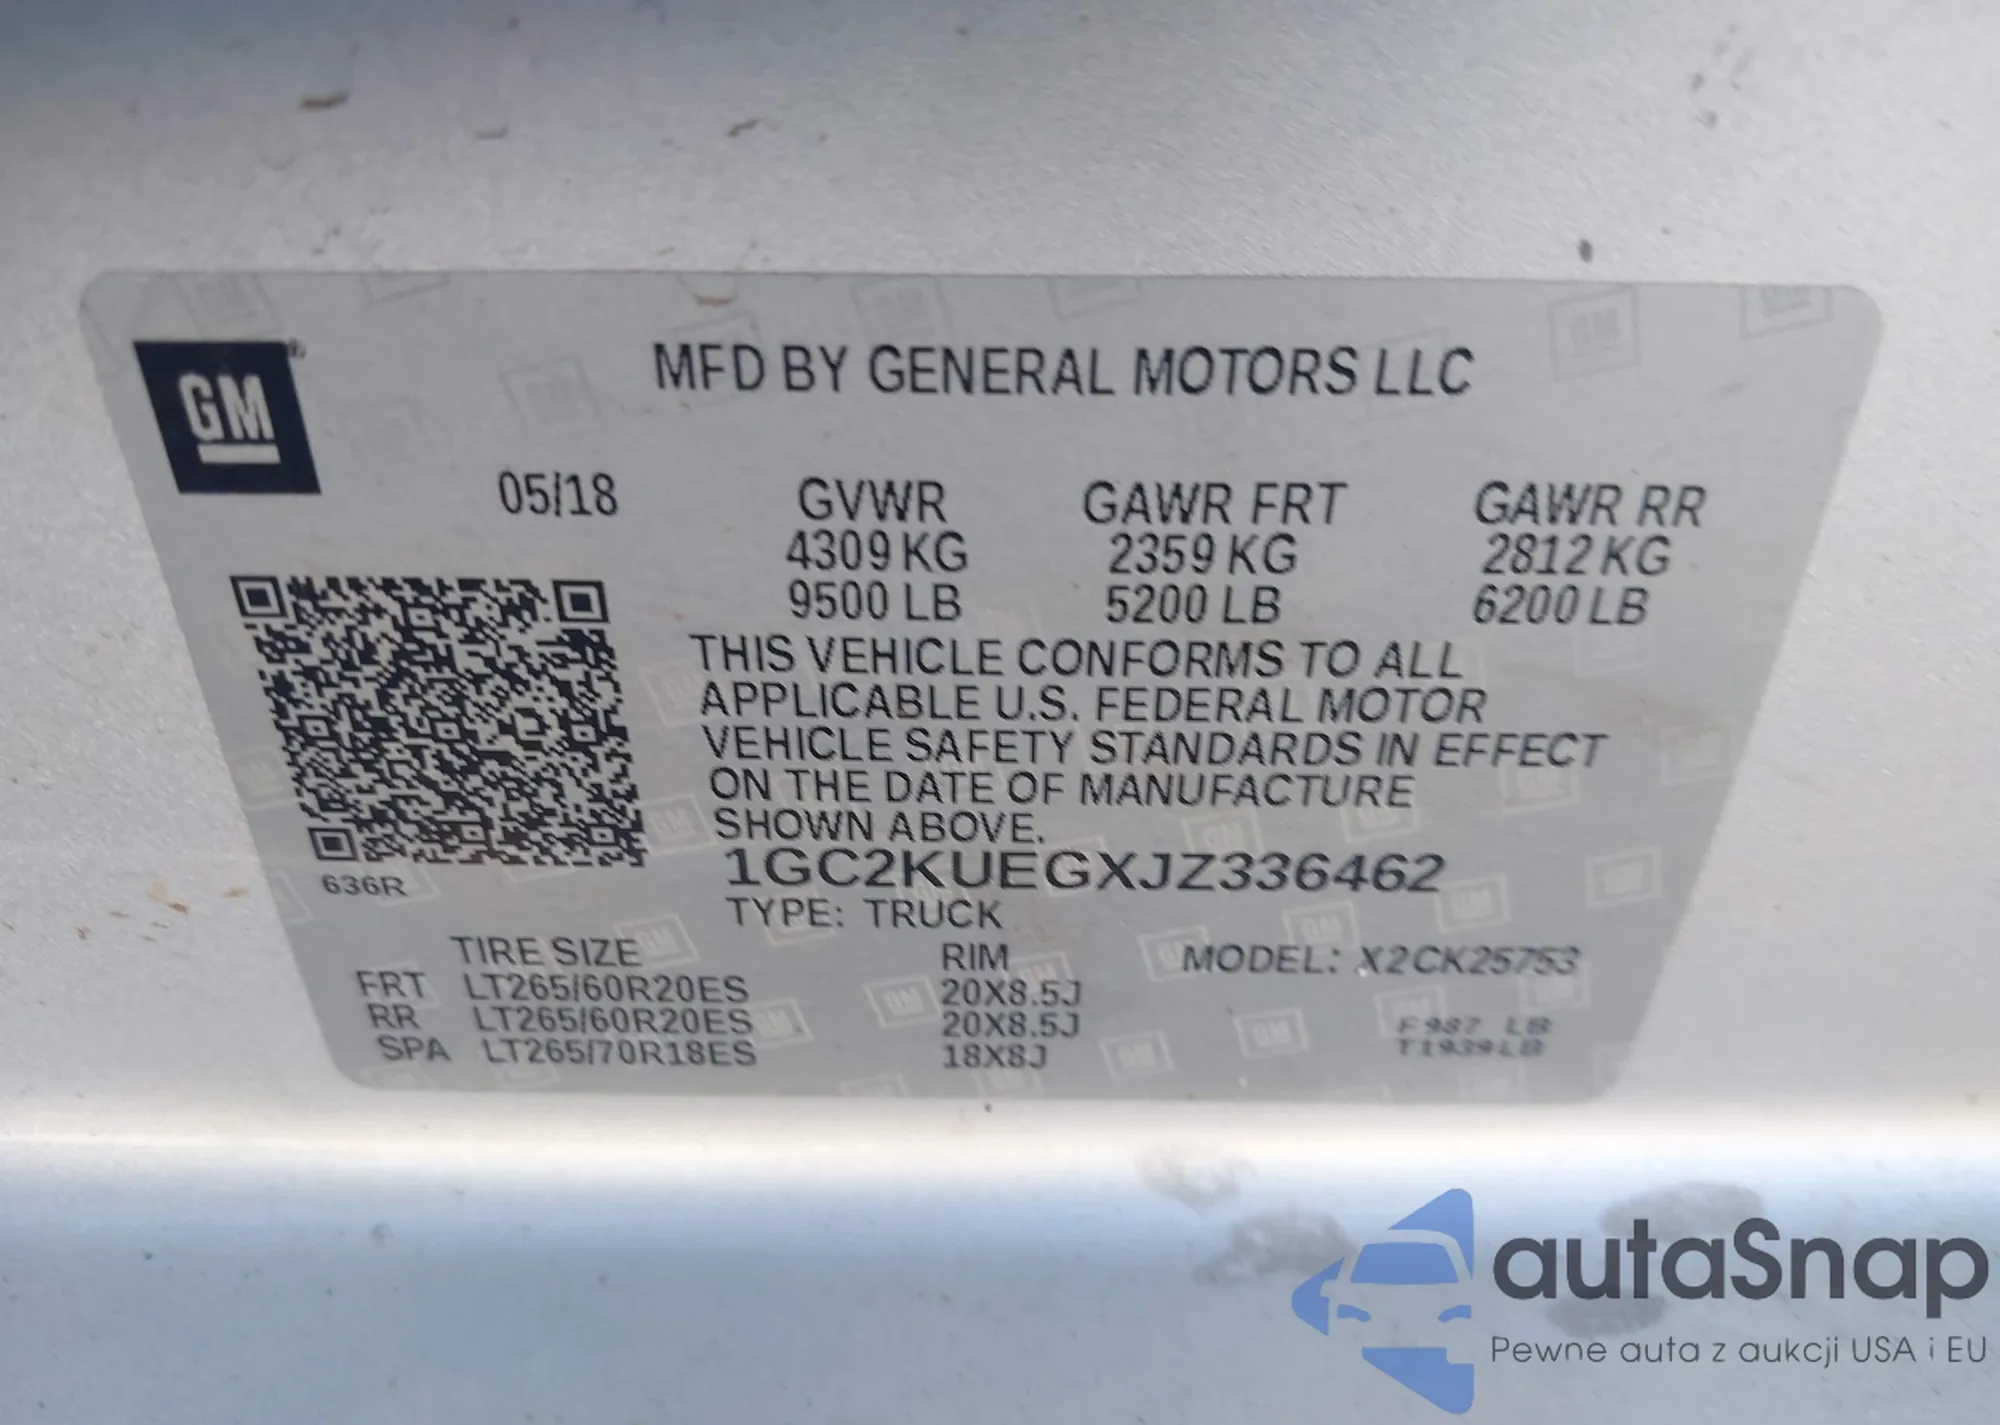 GM
MFD BY GENERAL MOTORS LLC
05/18 GVWR GAWR FRT GAWR RR
4309 KG 2359 KG 2812 KG
9500 LB 5200 LB 6200 LB
THIS VEHICLE CONFORMS TO ALL
APPLICABLE U.S. FEDERAL MOTOR
VEHICLE SAFETY STANDARDS IN EFFECT
ON THE DATE OF MANUFACTURE
SHOWN ABOVE.
636R
1GC2KUEGXJZ336462
TYPE: TRUCK
TIRE SIZE RIM MODEL: X2CK25753
FRT LT265/60R20ES 20X8.5J
RR LT265/60R20ES 20X8.5J F 987 LB
SPA LT265/70R18ES 18X8J T1939LB
autaSnap
Pewne auta z aukcji USA i EU